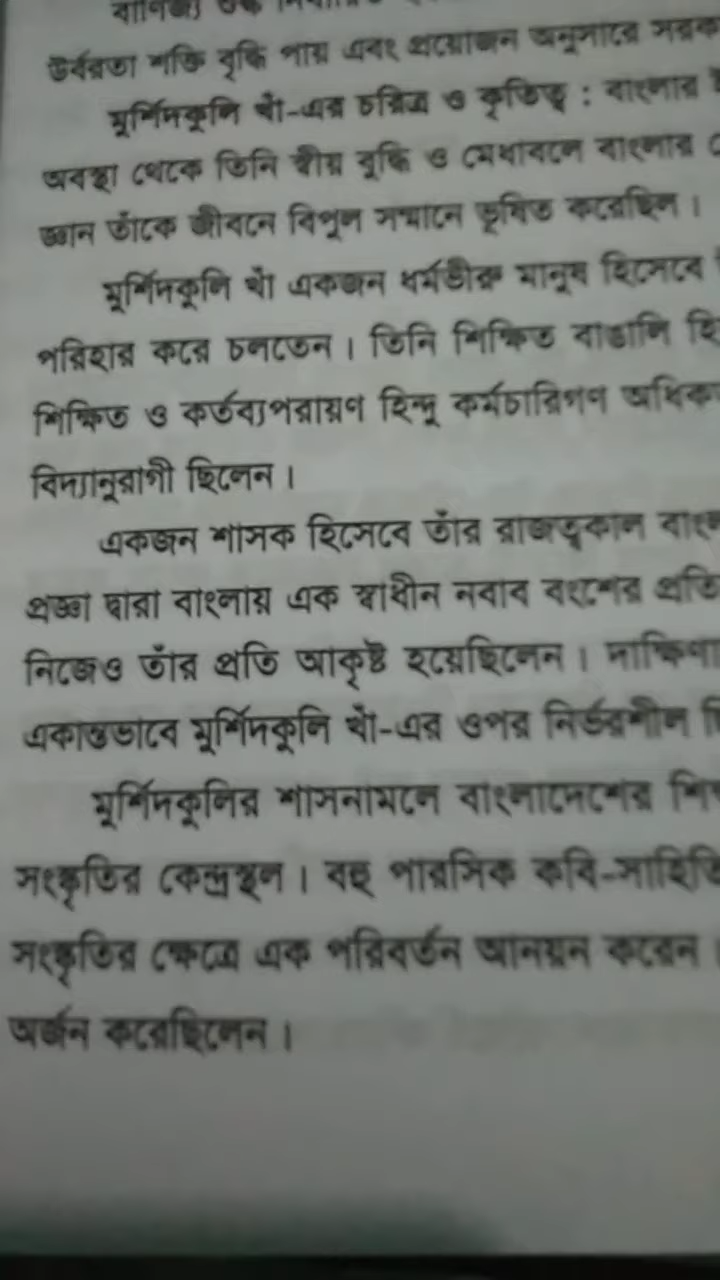 বাণিজ্য শুল্ক
উর্বরতা শক্তি বৃদ্ধি পায় এবং প্রয়োজন অনুসারে
মুর্শিদকুলি খাঁ-এর চরিত্র ও কৃতিত্ব : বাংলার
অবস্থা থেকে তিনি স্বীয় বুদ্ধি ও মেধাবলে বাংলার
জ্ঞান তাঁকে জীবনে বিপুল সম্মানে ভূষিত করেছিল।
মুর্শিদকুলি খাঁ একজন ধর্মভীরু মানুষ হিসেবে
পরিহার করে চলতেন। তিনি শিক্ষিত বাঙালি হি
শিক্ষিত ও কর্তব্যপরায়ণ হিন্দু কর্মচারিগণ অধিক
বিদ্যানুরাগী ছিলেন।
একজন শাসক হিসেবে তাঁর রাজত্বকাল বাংল
প্রজ্ঞা দ্বারা বাংলায় এক স্বাধীন নবাব বংশের প্রতি
নিজেও তাঁর প্রতি আকৃষ্ট হয়েছিলেন। দাক্ষিণা
একান্তভাবে মুর্শিদকুলি খাঁ-এর ওপর নির্ভরশীল
মুর্শিদকুলির শাসনামলে বাংলাদেশের শি
সংস্কৃতির কেন্দ্রস্থল। বহু পারসিক কবি-সাহিতি
সংস্কৃতির ক্ষেত্রে এক পরিবর্তন আনয়ন করেন।
অর্জন করেছিলেন।